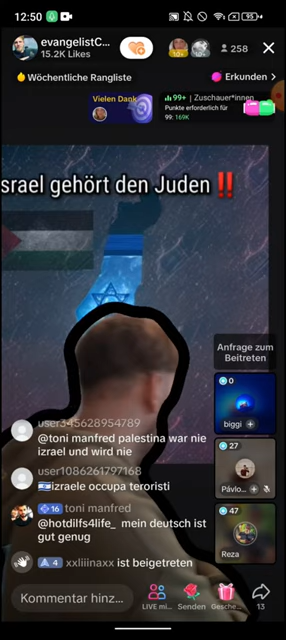 12:50
95
evangelistC...
15.2K Likes
258
Wöchentliche Rangliste
Erkunden >
Vielen Dank
99+ | Zuschauer*innen
Punkte erforderlich für
99: 169K
srael gehört den Juden ‼️
Anfrage zum
Beitreten
0
biggi +
27
Pávlo...
47
Reza
user345628954789
@toni manfred palestina war nie
izrael und wird nie
user1086261797168
🇮🇱izraele occupa teroristi
16 toni manfred
@hotdilfs4life_ mein deutsch ist
gut genug
4 xxliiinaxx ist beigetreten
Kommentar hinz...
LIVE mi...
Senden
Gesche...
13